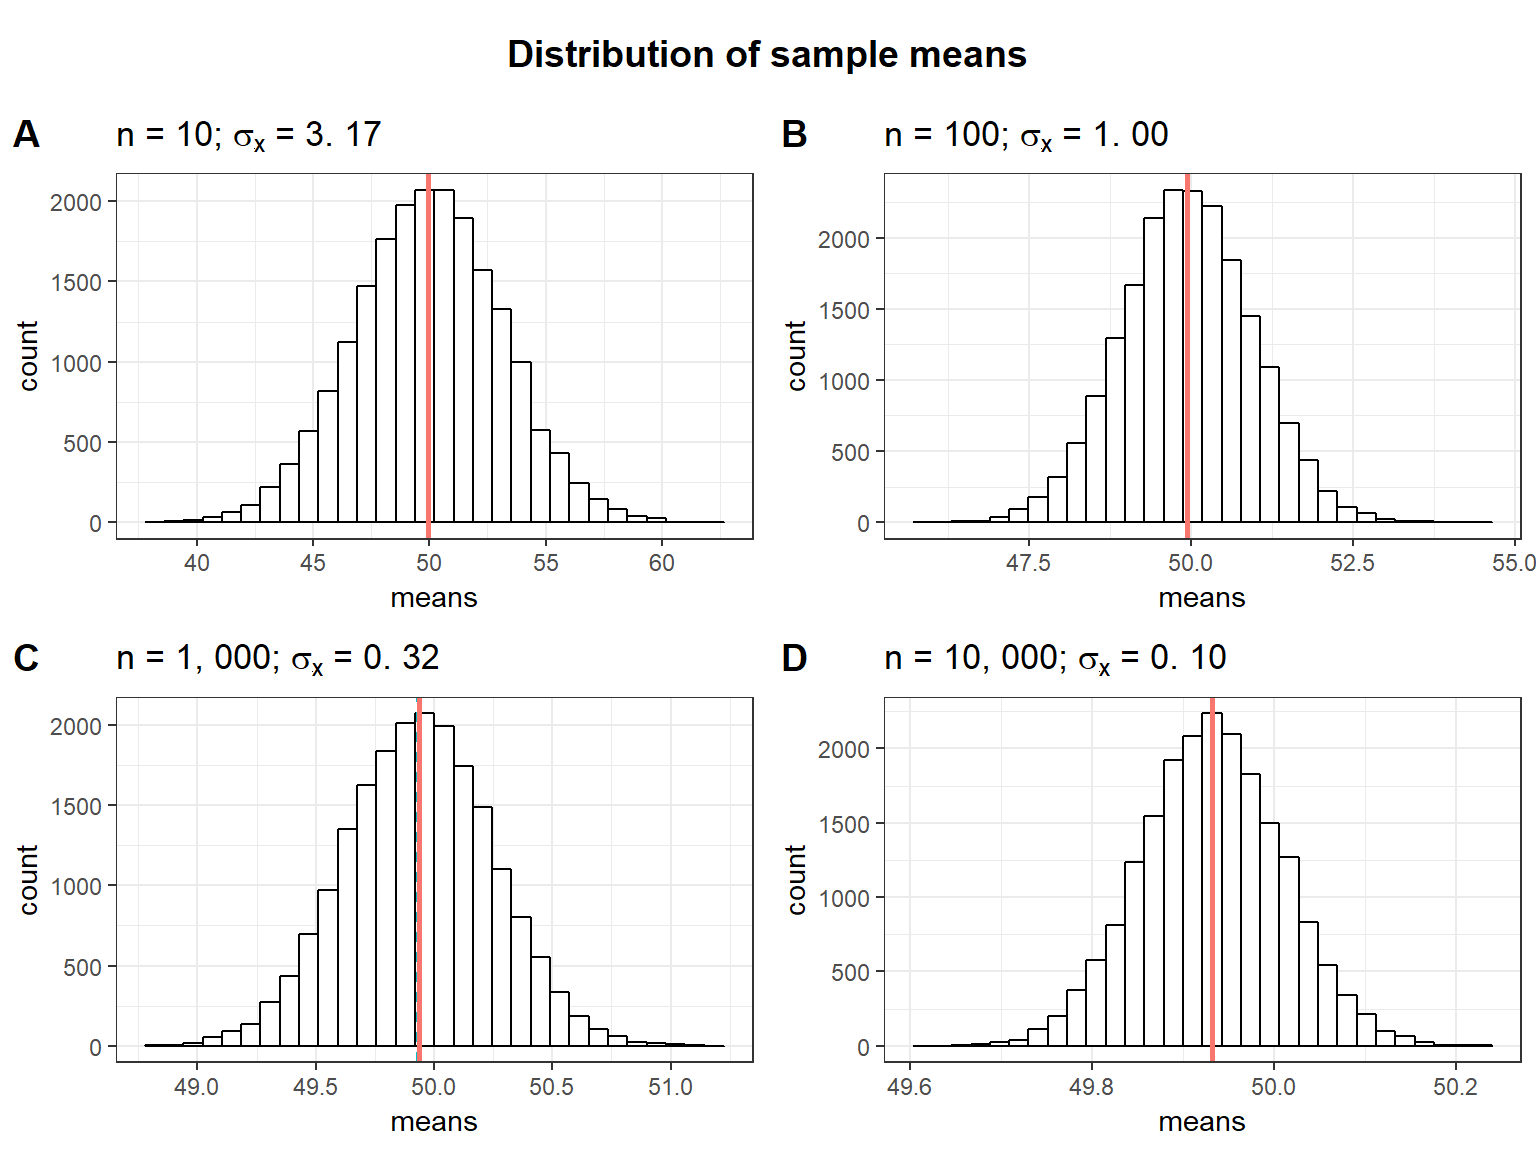 Distribution of sample means
A n = 10; σx = 3. 17
2000
1500
1000
500
0
count
40 45 50 55 60
means
B n = 100; σx = 1. 00
2000
1500
1000
500
0
count
47.5 50.0 52.5 55.0
means
C n = 1, 000; σx = 0. 32
2000
1500
1000
500
0
count
49.0 49.5 50.0 50.5 51.0
means
D n = 10, 000; σx = 0. 10
2000
1500
1000
500
0
count
49.6 49.8 50.0 50.2
means